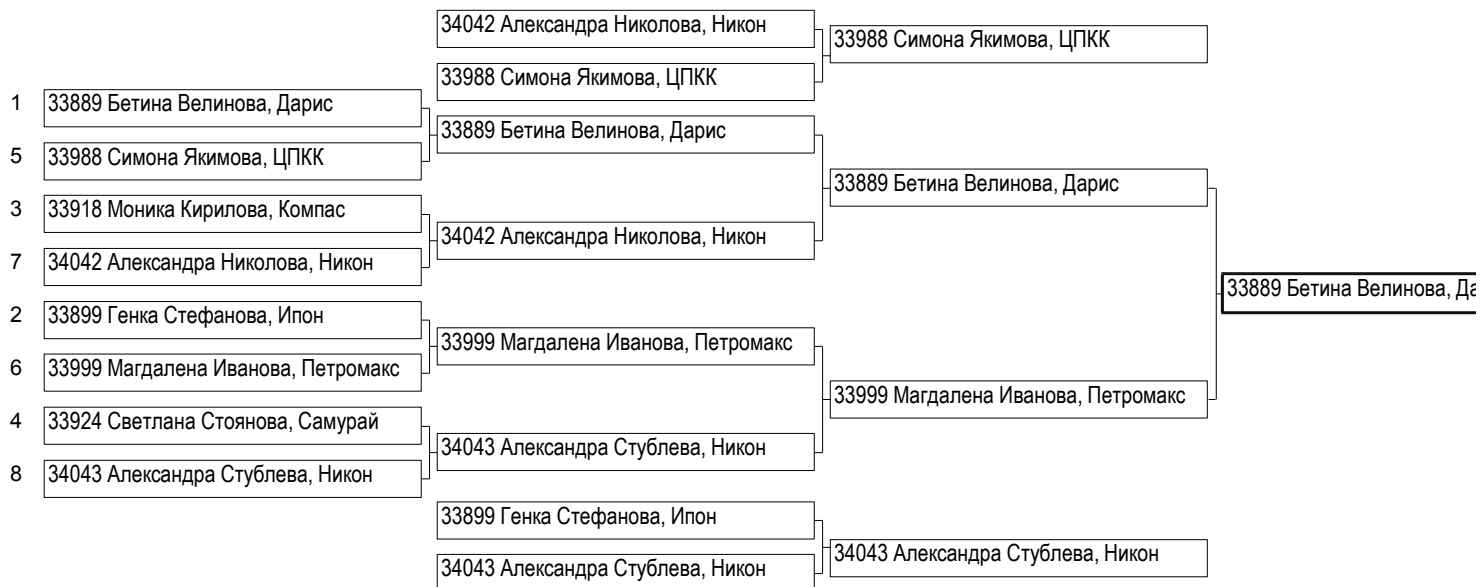 34042 Александра Николова, Никон
33988 Симона Якимова, ЦПКК
33988 Симона Якимова, ЦПКК
1 33889 Бетина Велинова, Дарис
33889 Бетина Велинова, Дарис
5 33988 Симона Якимова, ЦПКК
33889 Бетина Велинова, Дарис
3 33918 Моника Кирилова, Компас
34042 Александра Николова, Никон
7 34042 Александра Николова, Никон
33889 Бетина Велинова, Да
2 33899 Генка Стефанова, Ипон
33999 Магдалена Иванова, Петромакс
6 33999 Магдалена Иванова, Петромакс
33999 Магдалена Иванова, Петромакс
4 33924 Светлана Стоянова, Самурай
34043 Александра Стублева, Никон
8 34043 Александра Стублева, Никон
33899 Генка Стефанова, Ипон
34043 Александра Стублева, Никон
34043 Александра Стублева, Никон